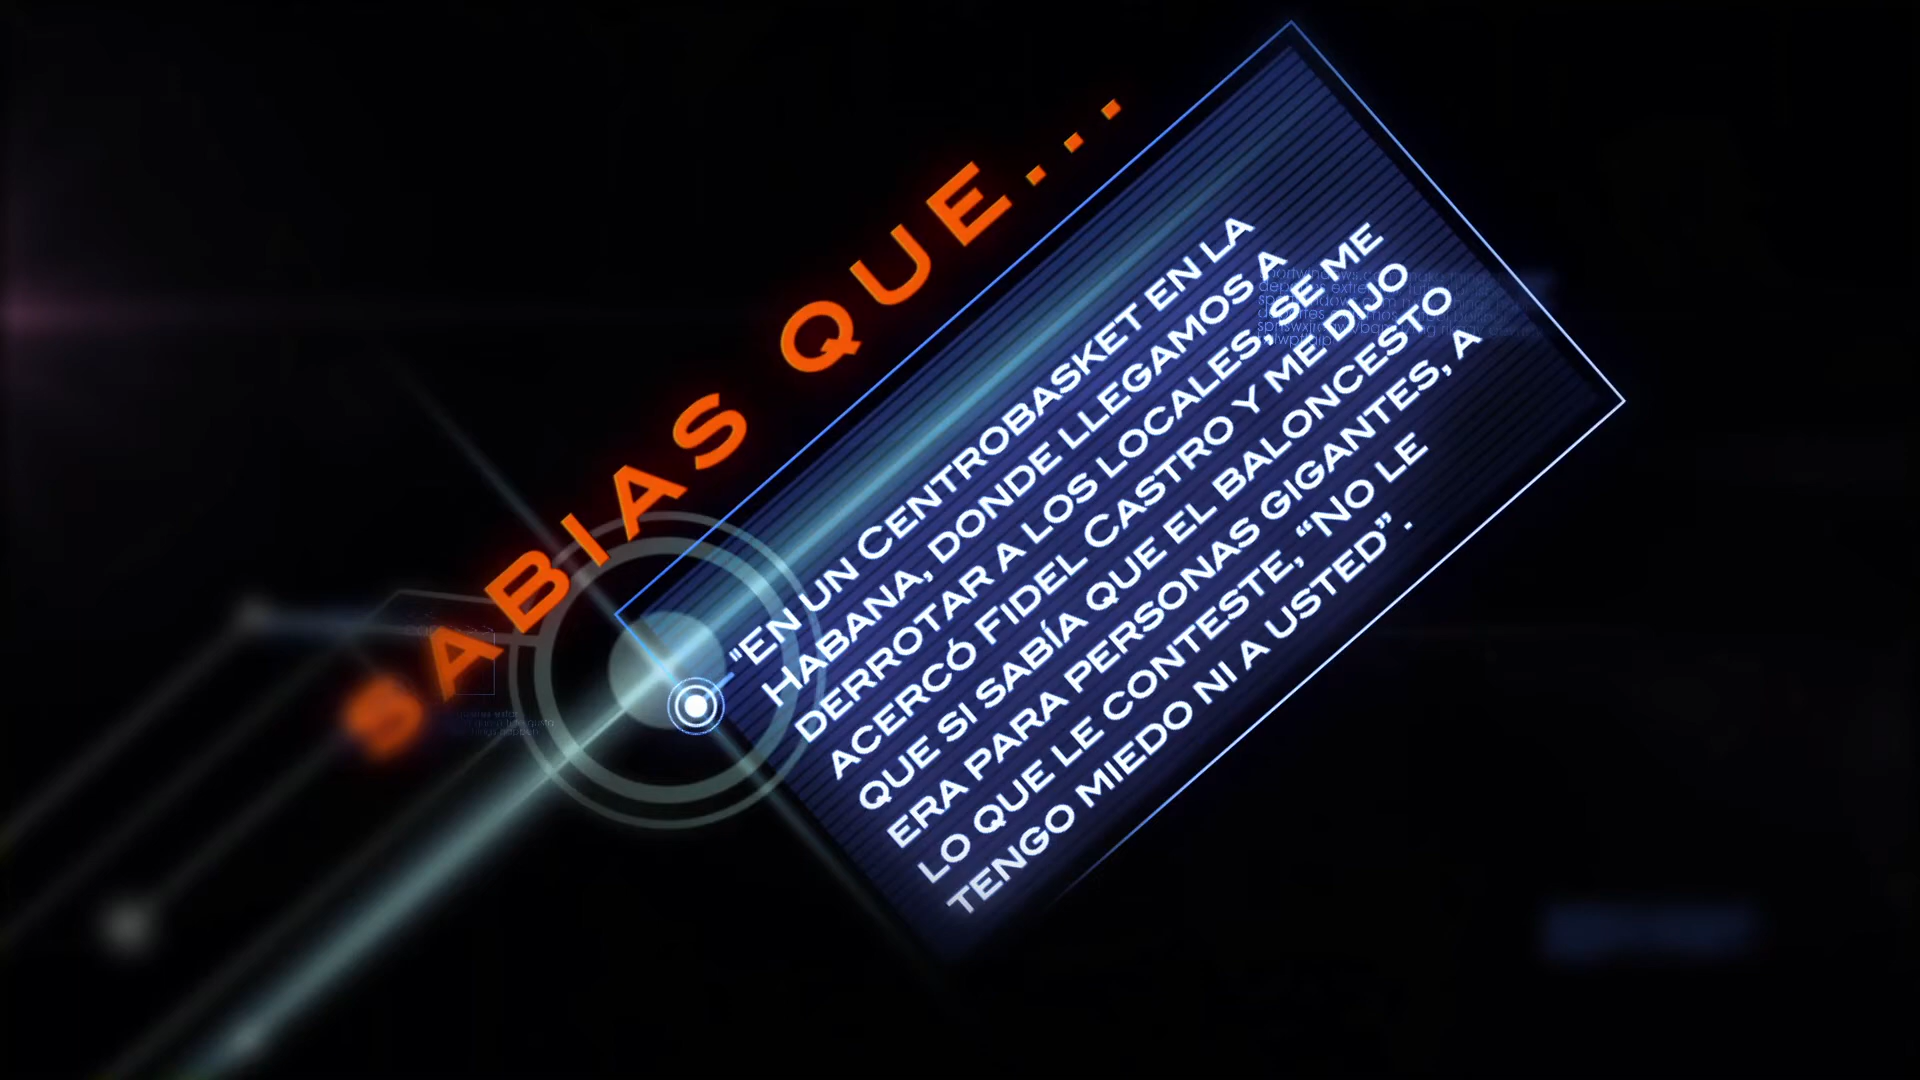 SABIAS QUE...
"EN UN CENTROBASKET EN LA
HABANA, DONDE LLEGAMOS A
DERROTAR A LOS LOCALES, SE ME
ACERCÓ FIDEL CASTRO Y ME DIJO
QUE SI SABÍA QUE EL BALONCESTO
ERA PARA PERSONAS GIGANTES, A
LO QUE LE CONTESTE, “NO LE
TENGO MIEDO NI A USTED”.